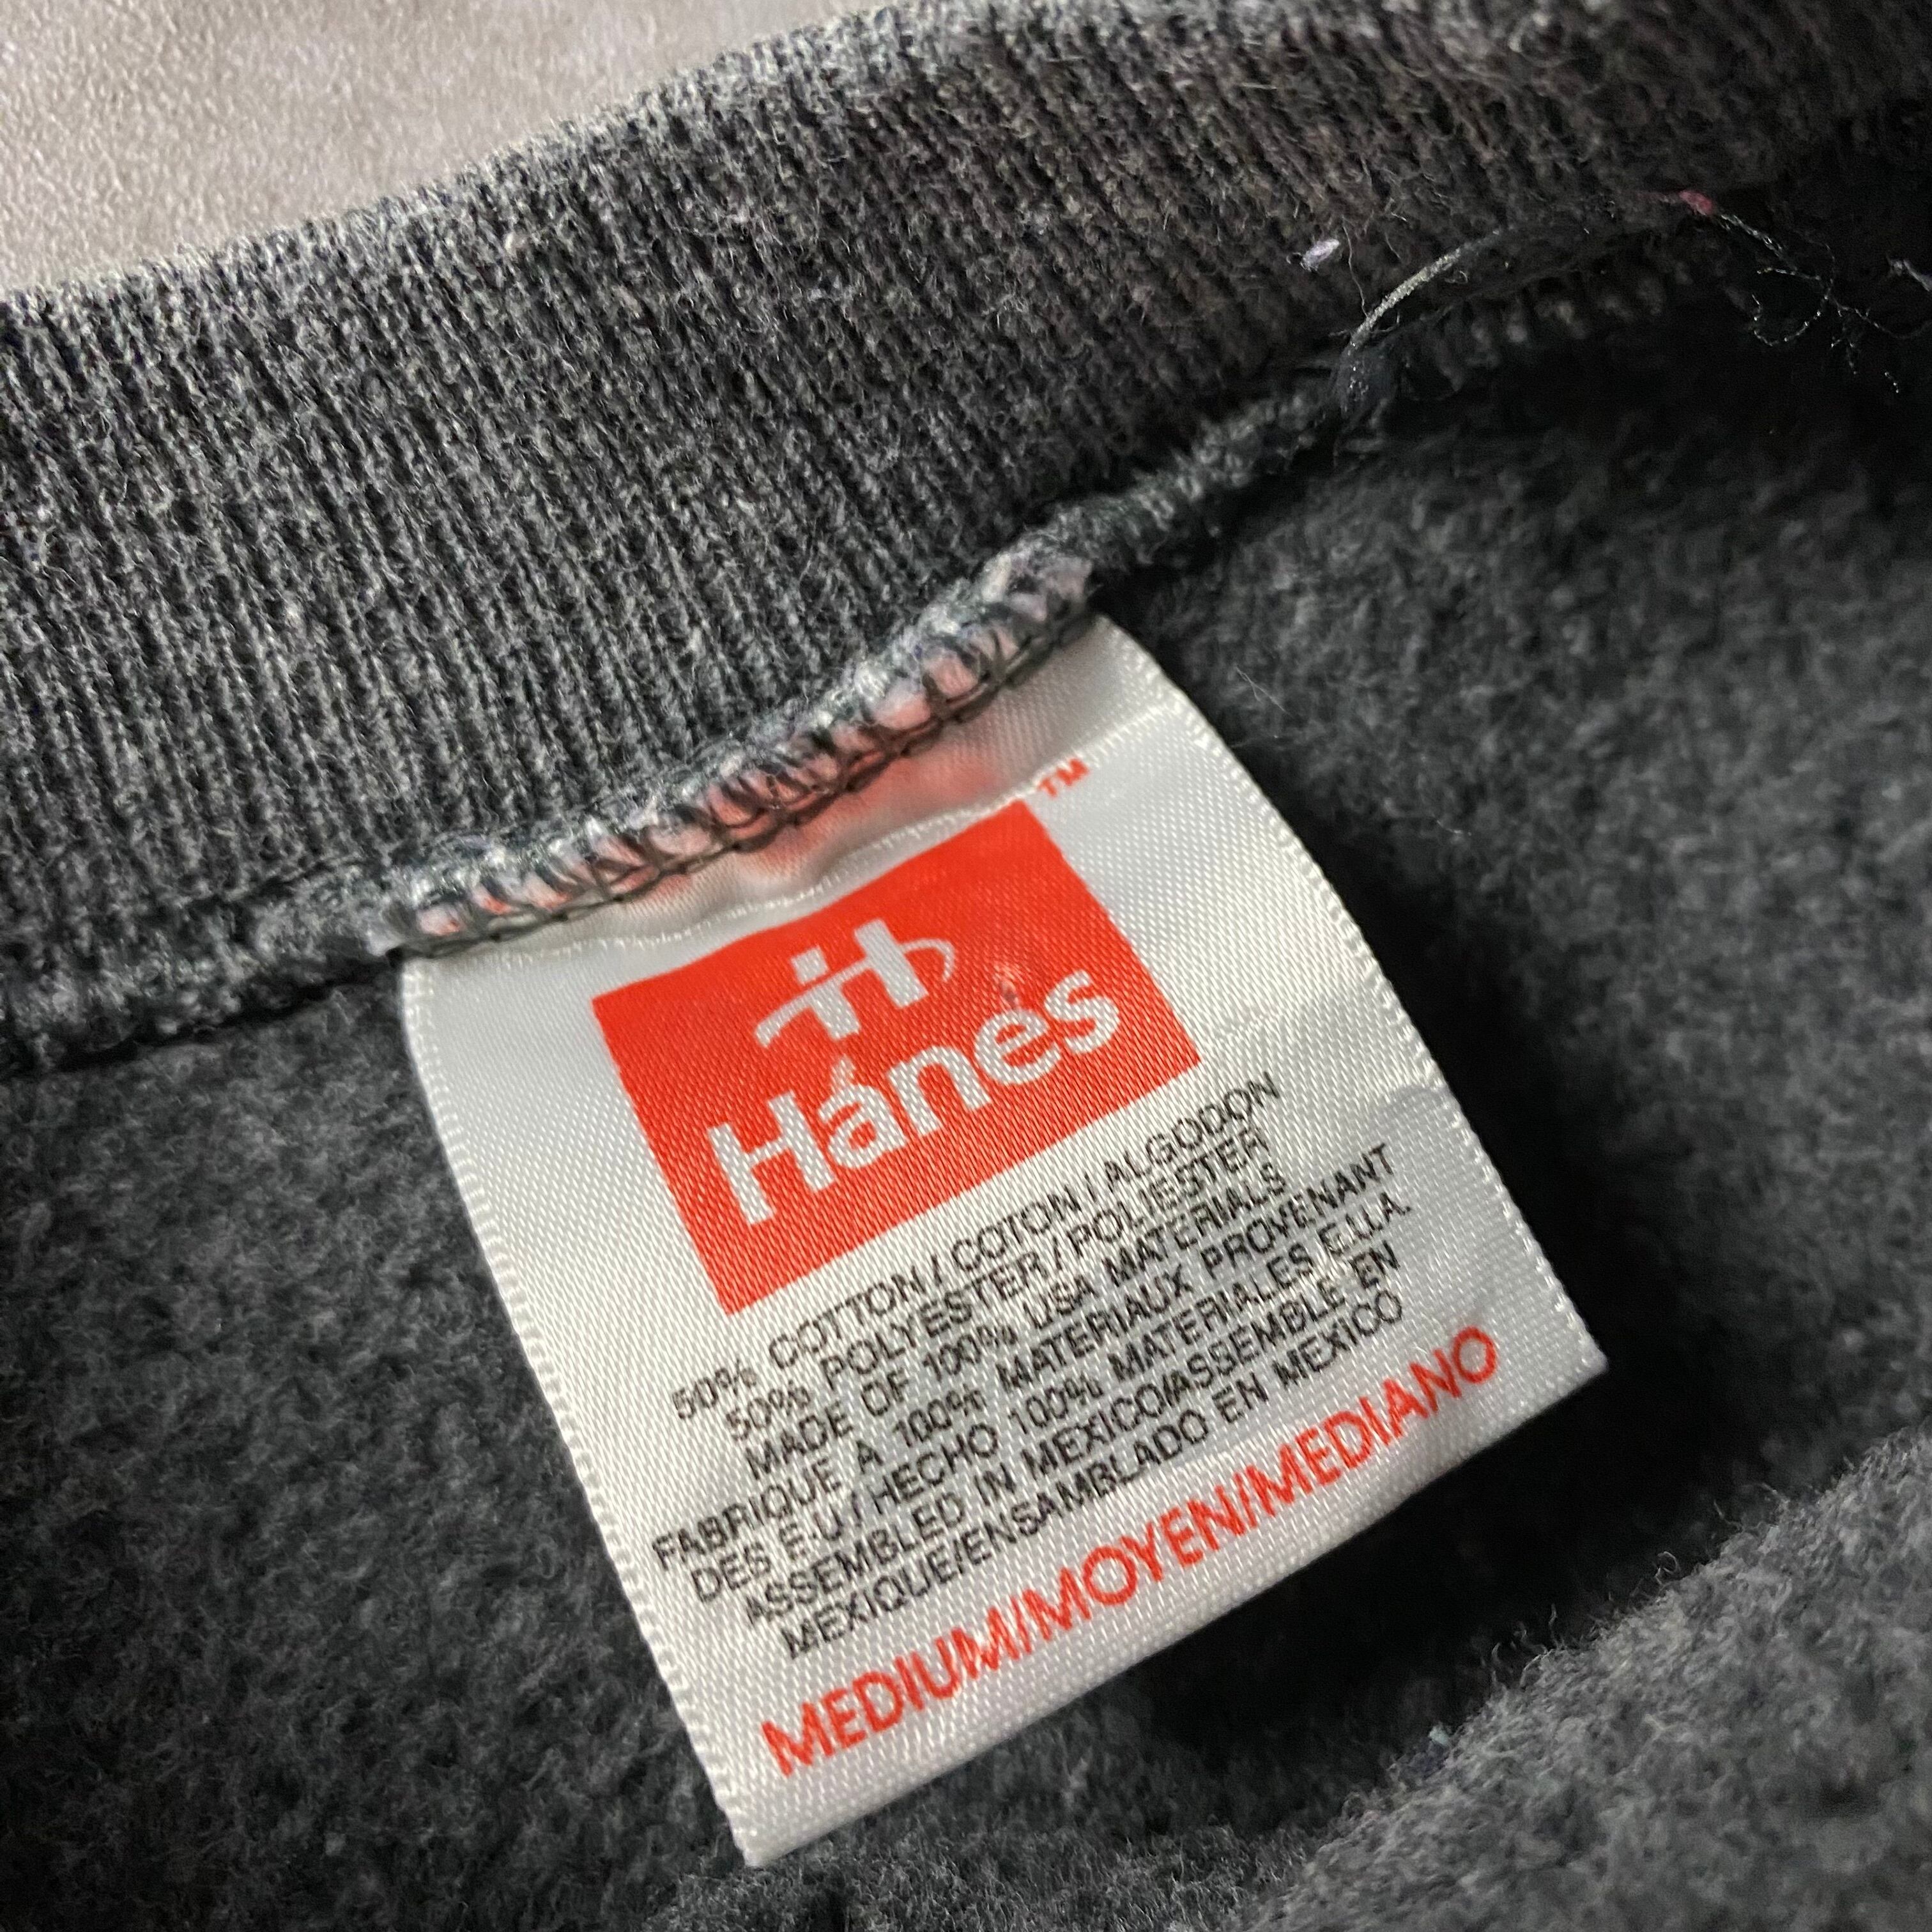 TM
H
Hánés
50% COTTON / COTON / ALGODON
50% POLYESTER / POLIESTER
MADE OF 100% USA MATERIALS
FABRIQUE A 100% MATERIAUX PROVENANT
DES E-U / HECHO 100% MATERIALES E.U.A.
ASSEMBLED IN MEXICO/ASSEMBLE EN
MEXIQUE/ENSAMBLADO EN MEXICO
MEDIUM/MOYEN/MEDIANO